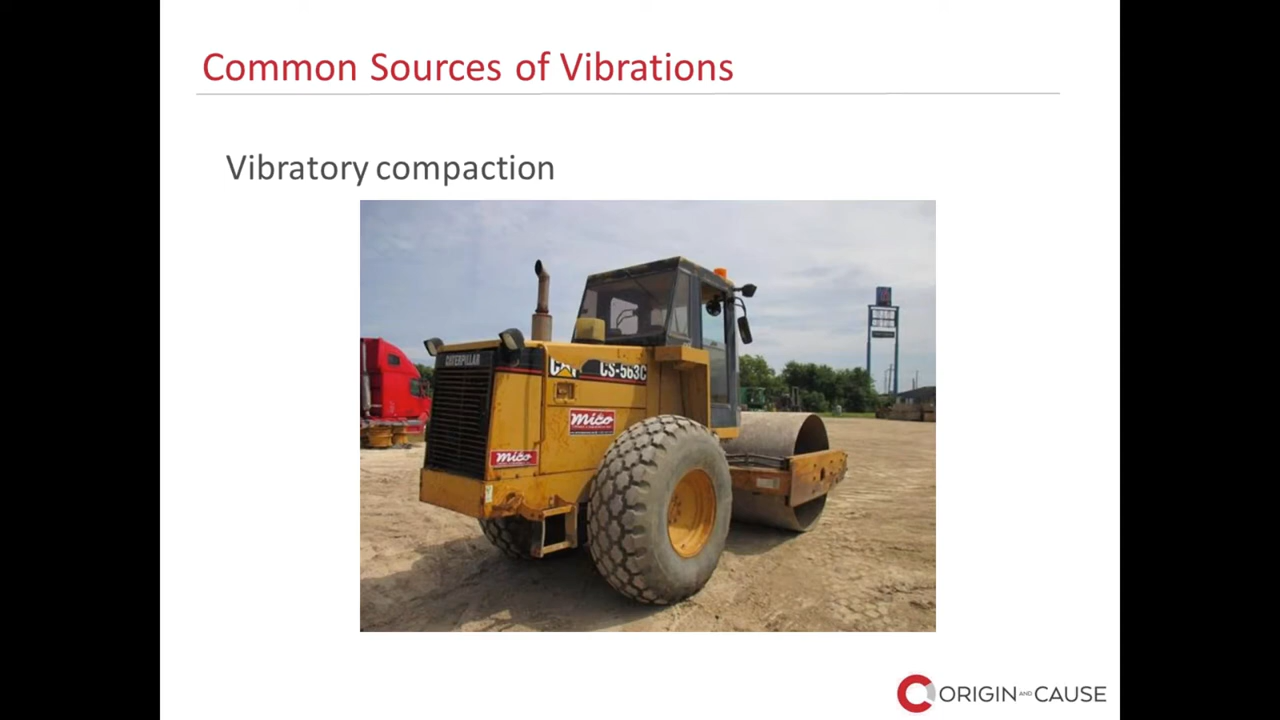 Common Sources of Vibrations
Vibratory compaction
CATERPILLAR
CAT CS-563C
Mico
Mico
ORIGIN AND CAUSE